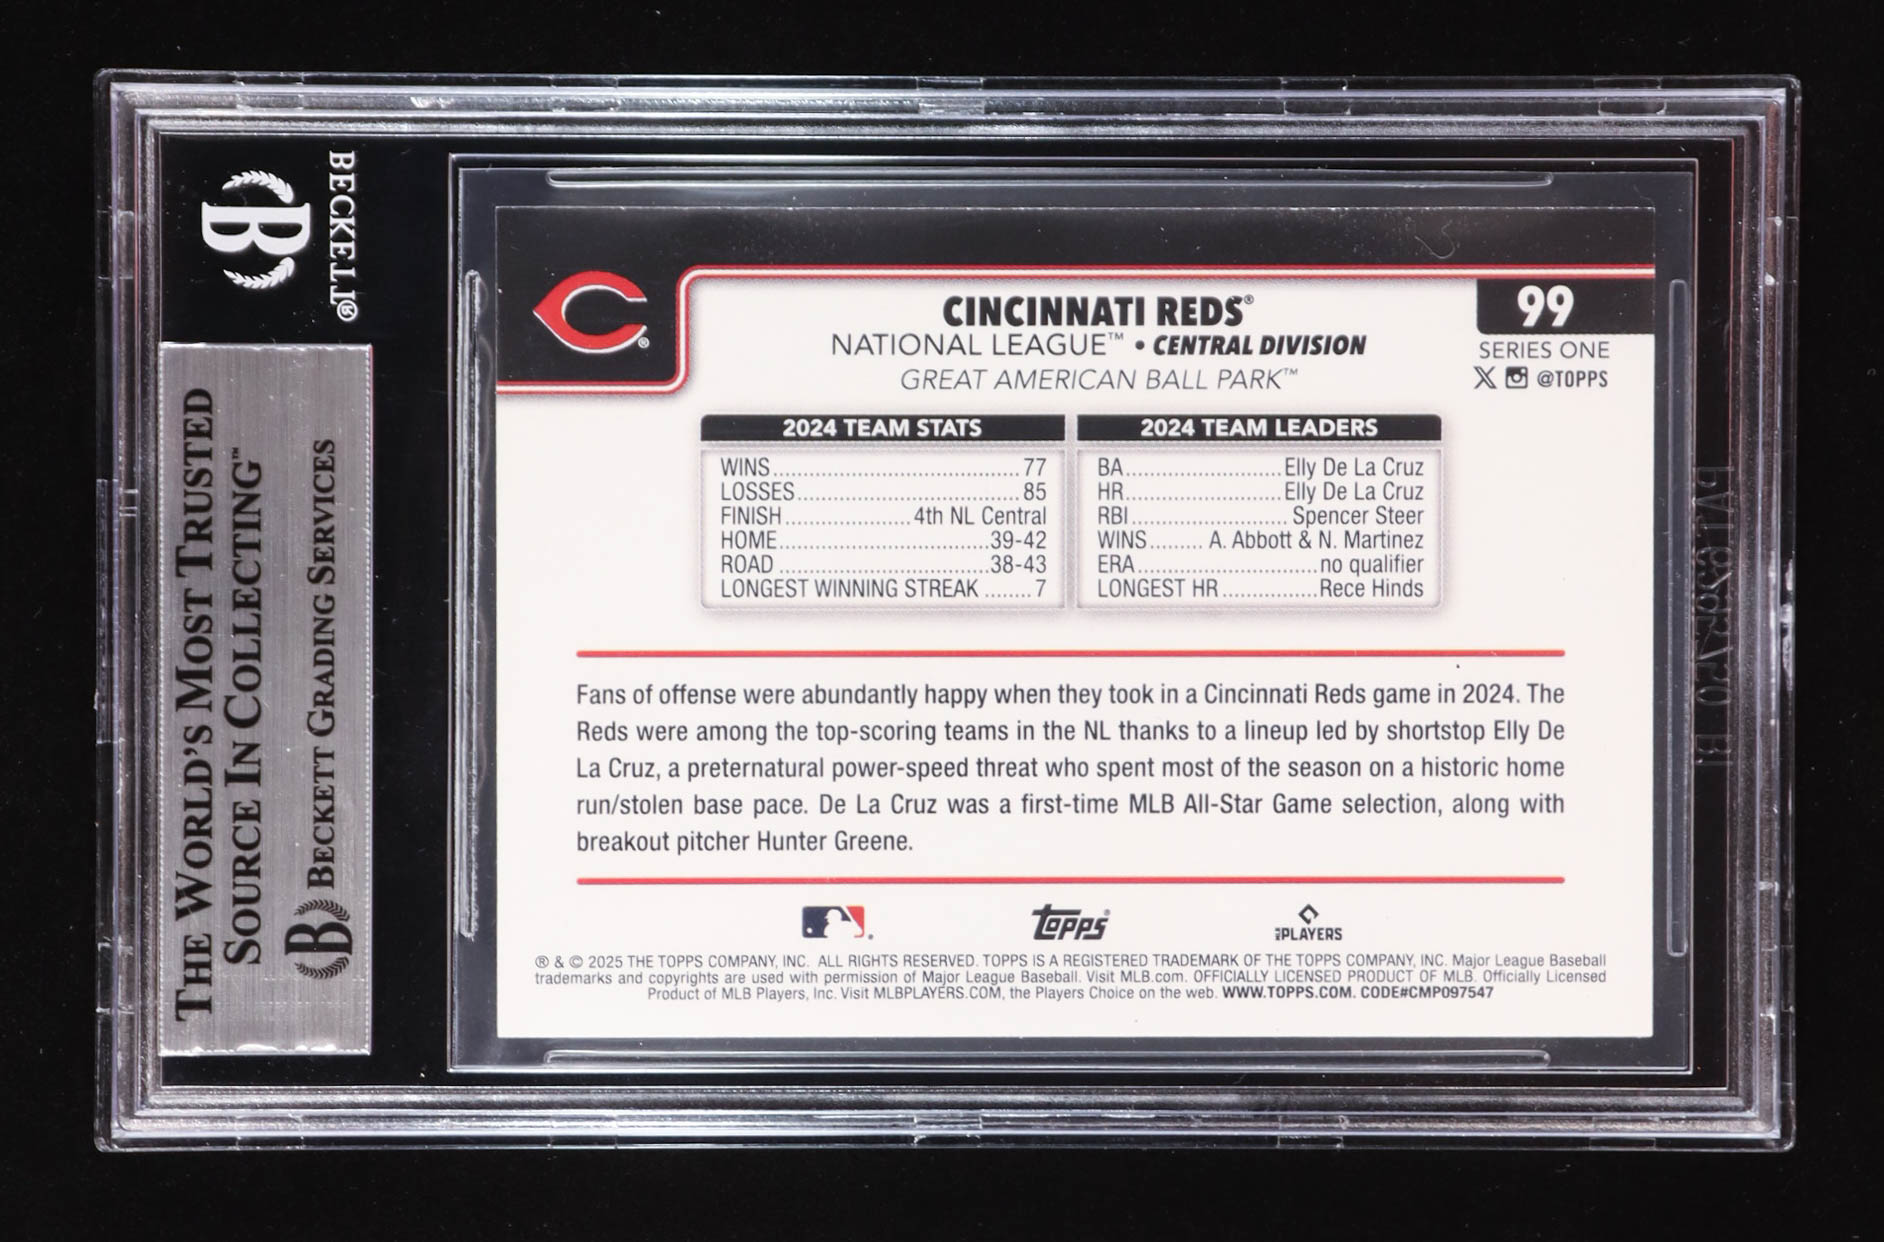 BECKETT®
B
THE WORLD'S MOST TRUSTED
SOURCE IN COLLECTING™
B BECKETT GRADING SERVICES
C®
CINCINNATI REDS®
NATIONAL LEAGUE™ • CENTRAL DIVISION
GREAT AMERICAN BALL PARK™
99
SERIES ONE
X @TOPPS
2024 TEAM STATS
WINS....................................77
LOSSES.................................85
FINISH...................4th NL Central
HOME................................39-42
ROAD................................38-43
LONGEST WINNING STREAK ........7
2024 TEAM LEADERS
BA.......................Elly De La Cruz
HR.......................Elly De La Cruz
RBI.......................Spencer Steer
WINS......... A. Abbott & N. Martinez
ERA...........................no qualifier
LONGEST HR................Rece Hinds
Fans of offense were abundantly happy when they took in a Cincinnati Reds game in 2024. The
Reds were among the top-scoring teams in the NL thanks to a lineup led by shortstop Elly De
La Cruz, a preternatural power-speed threat who spent most of the season on a historic home
run/stolen base pace. De La Cruz was a first-time MLB All-Star Game selection, along with
breakout pitcher Hunter Greene.
TOPPS®
MLB PLAYERS
® & © 2025 THE TOPPS COMPANY, INC. ALL RIGHTS RESERVED. TOPPS IS A REGISTERED TRADEMARK OF THE TOPPS COMPANY, INC. Major League Baseball
trademarks and copyrights are used with permission of Major League Baseball. Visit MLB.com. OFFICIALLY LICENSED PRODUCT OF MLB. Officially Licensed
Product of MLB Players, Inc. Visit MLBPLAYERS.COM, the Players Choice on the web. WWW.TOPPS.COM. CODE#CMP097547